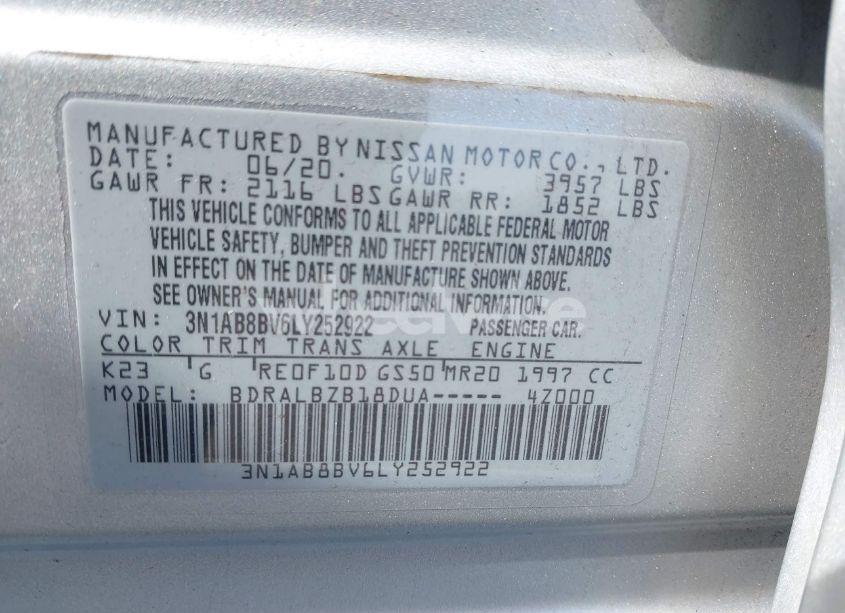 MANUFACTURED BY NISSAN MOTOR CO., LTD.
DATE: 06/20. GVWR: 3957 LBS
GAWR FR: 2116 LBS GAWR RR: 1852 LBS
THIS VEHICLE CONFORMS TO ALL APPLICABLE FEDERAL MOTOR
VEHICLE SAFETY, BUMPER AND THEFT PREVENTION STANDARDS
IN EFFECT ON THE DATE OF MANUFACTURE SHOWN ABOVE.
SEE OWNER'S MANUAL FOR ADDITIONAL INFORMATION.
VIN: 3N1AB8BV6LY252922 PASSENGER CAR.
COLOR TRIM TRANS AXLE ENGINE
K23 G RE0F10D GS50 MR20 1997 CC
MODEL: BDRALBZB18DUA----- 4Z000
3N1AB8BV6LY252922